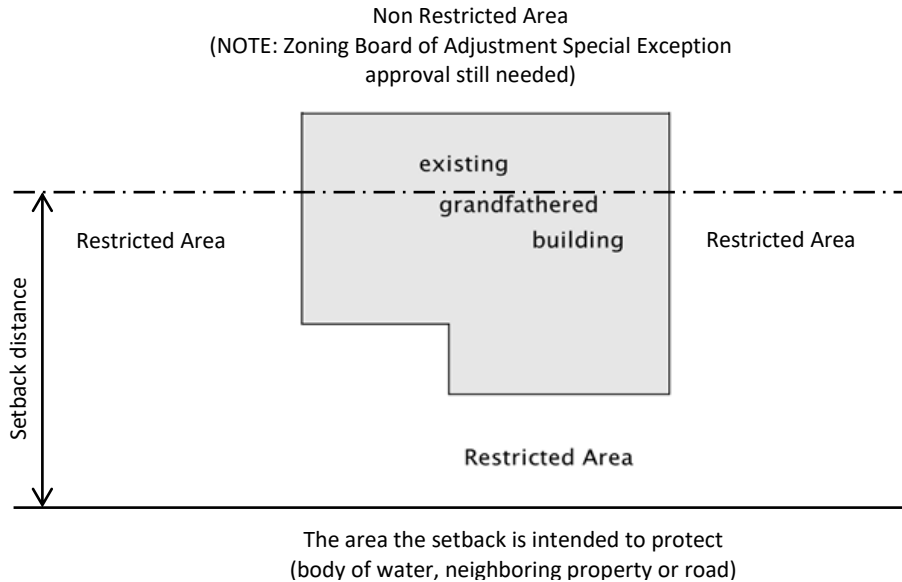 Non Restricted Area
(NOTE: Zoning Board of Adjustment Special Exception
approval still needed)
existing
grandfathered
building
Restricted Area
Restricted Area
Setback distance
Restricted Area
The area the setback is intended to protect
(body of water, neighboring property or road)